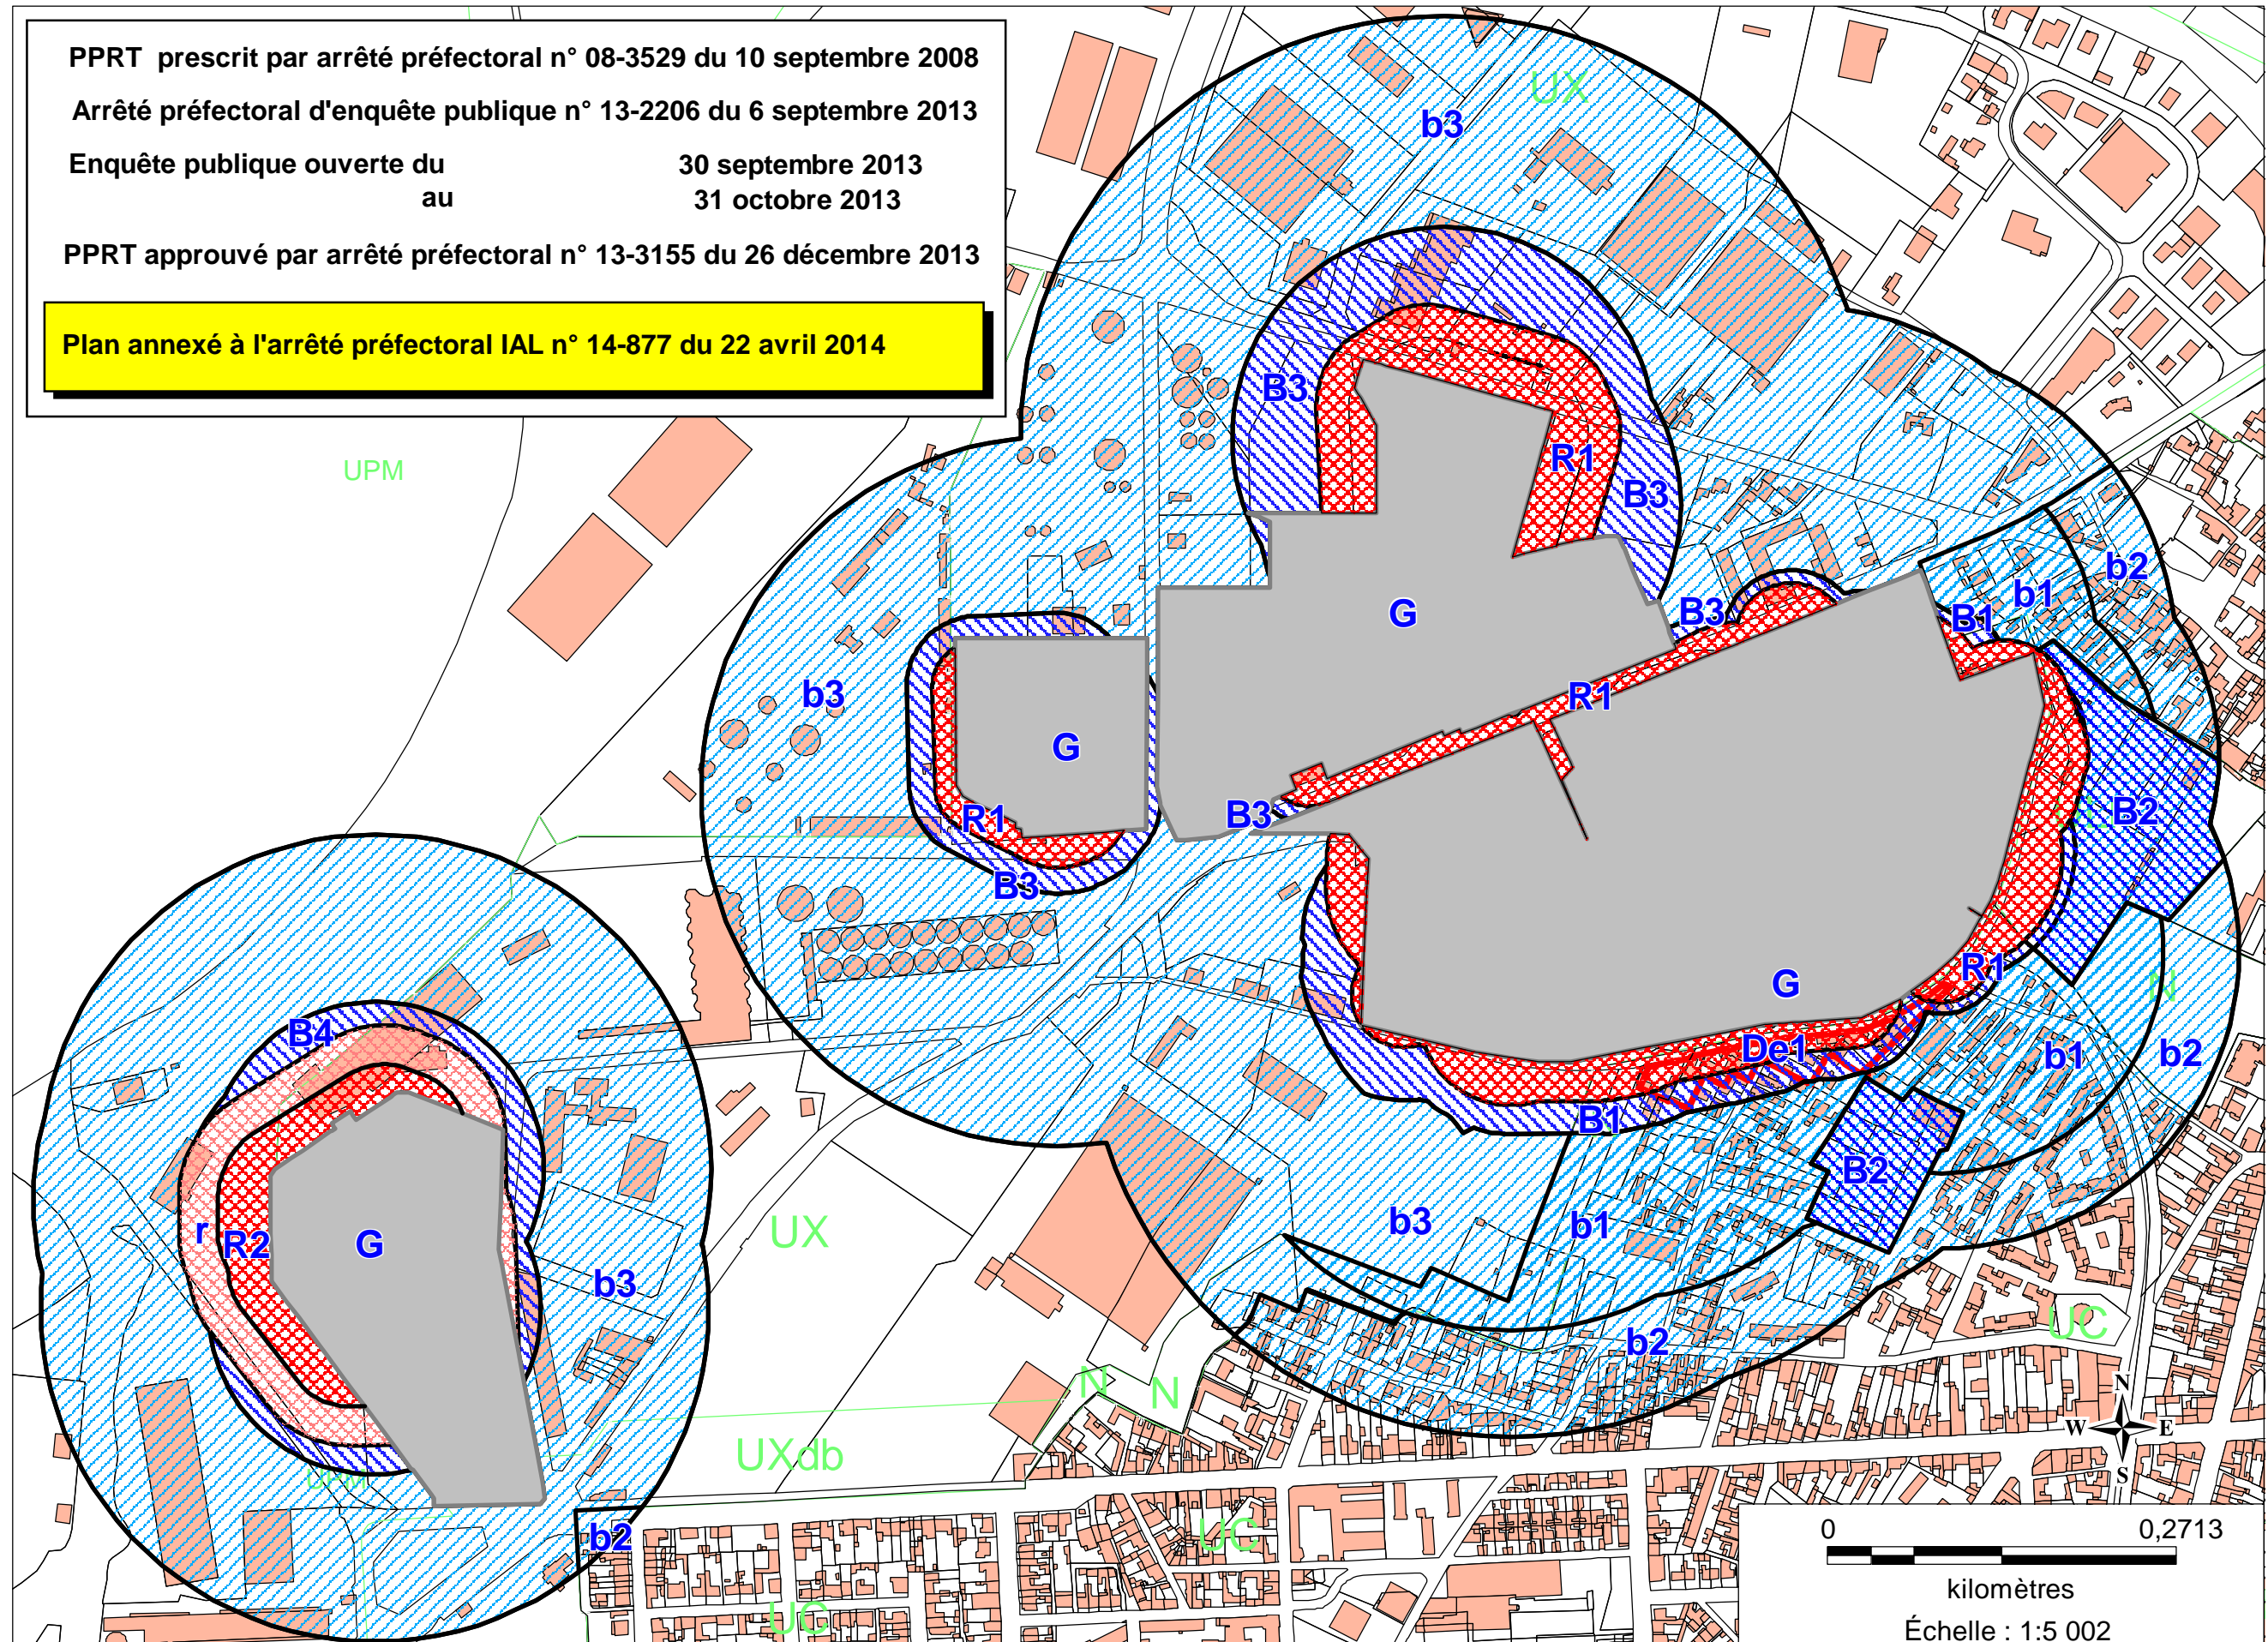 PPRT prescrit par arrêté préfectoral n° 08-3529 du 10 septembre 2008
Arrêté préfectoral d'enquête publique n° 13-2206 du 6 septembre 2013
Enquête publique ouverte du 30 septembre 2013
au 31 octobre 2013
PPRT approuvé par arrêté préfectoral n° 13-3155 du 26 décembre 2013
Plan annexé à l'arrêté préfectoral IAL n° 14-877 du 22 avril 2014
UX
b3
B3
R1
UPM
B3
b2
b1
B3
B1
G
b3
R1
G
B2
R1
B3
B3
R1
G
N
B4
De1
b1
b2
B1
B2
r
R2
G
UX
b3
b1
b3
UC
b2
N
N
UXdb
UPM
b2
UC
UC
N
W
E
S
0 0,2713
kilomètres
Échelle : 1:5 002